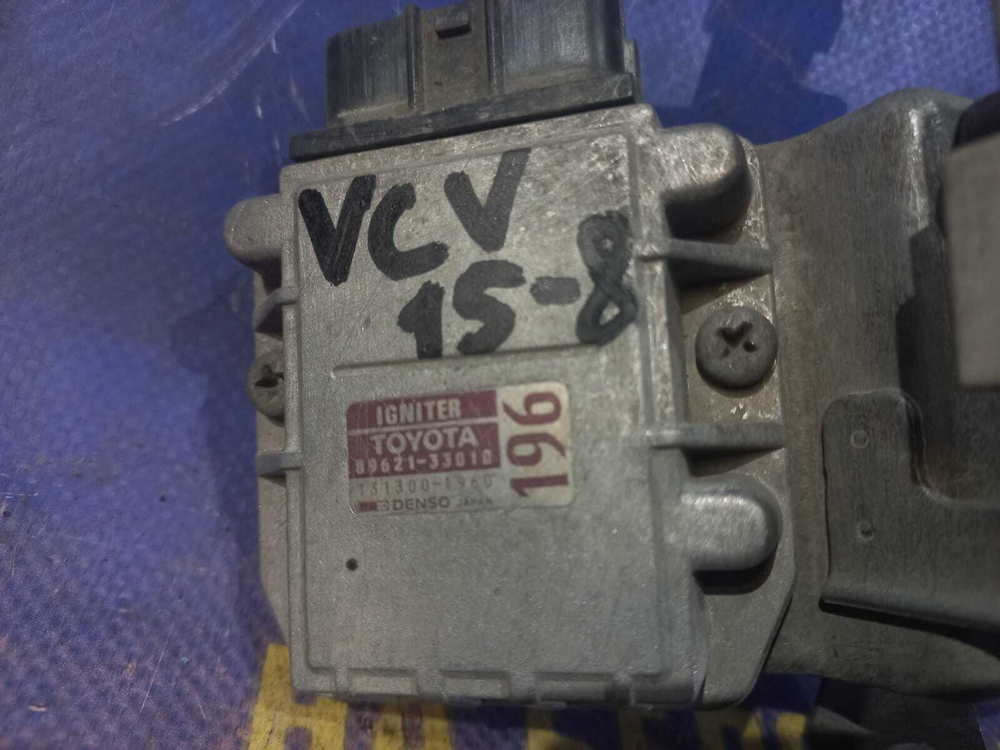 VCV
15-8
IGNITER
TOYOTA
89621-33010
131300-1960
DENSO JAPAN
196